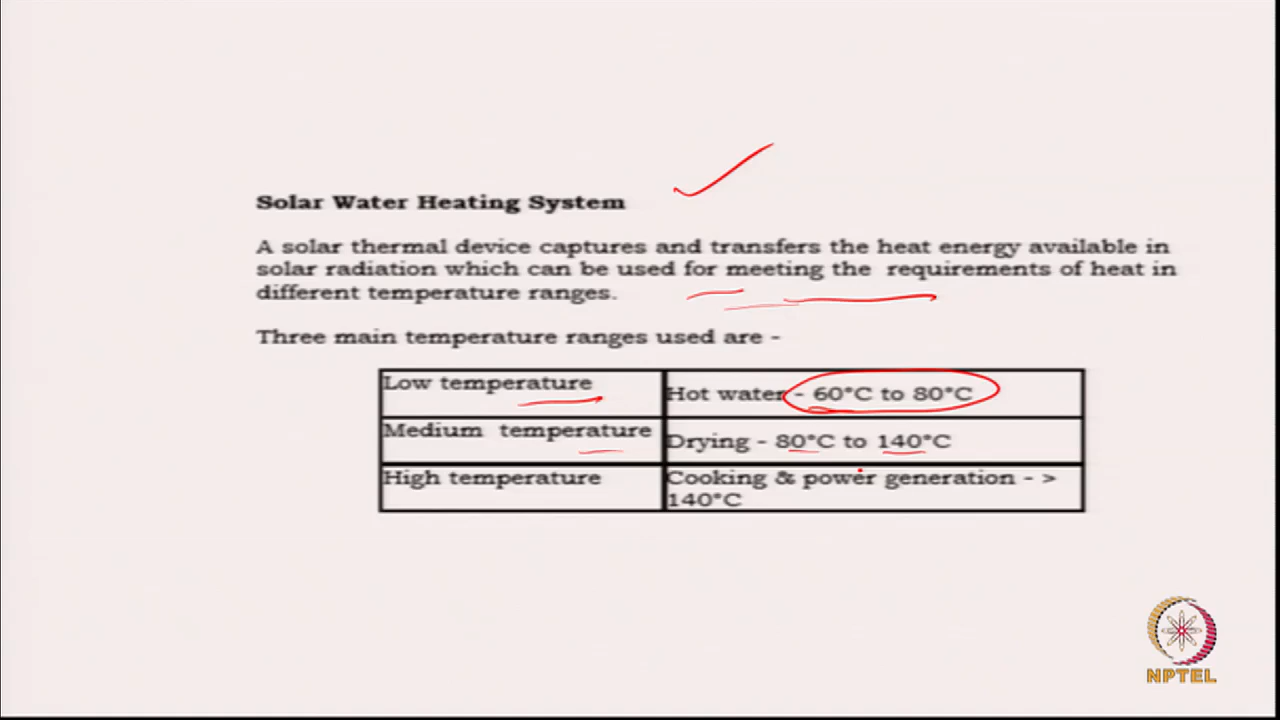 Solar Water Heating System
A solar thermal device captures and transfers the heat energy available in
solar radiation which can be used for meeting the requirements of heat in
different temperature ranges.
Three main temperature ranges used are -
Low temperature
Hot water - 60°C to 80°C
Medium temperature
Drying - 80°C to 140°C
High temperature
Cooking & power generation - >
140°C
NPTEL